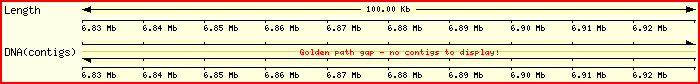 Length
100.00 Kb
6.83 Mb 6.84 Mb 6.85 Mb 6.86 Mb 6.87 Mb 6.88 Mb 6.89 Mb 6.90 Mb 6.91 Mb 6.92 Mb
DNA(contigs)
Golden path gap - no contigs to display!
6.83 Mb 6.84 Mb 6.85 Mb 6.86 Mb 6.87 Mb 6.88 Mb 6.89 Mb 6.90 Mb 6.91 Mb 6.92 Mb